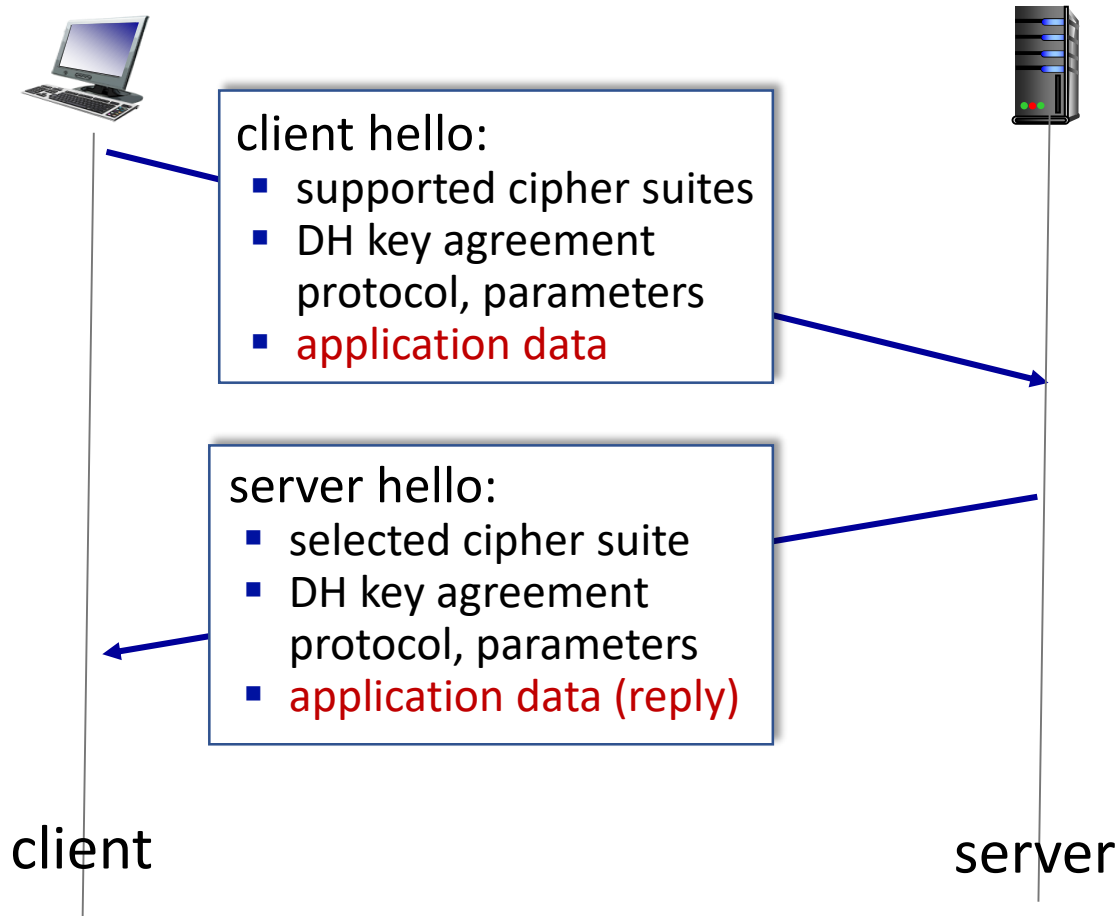 client hello:
▪ supported cipher suites
▪ DH key agreement
protocol, parameters
▪ application data
server hello:
▪ selected cipher suite
▪ DH key agreement
protocol, parameters
▪ application data (reply)
client
server